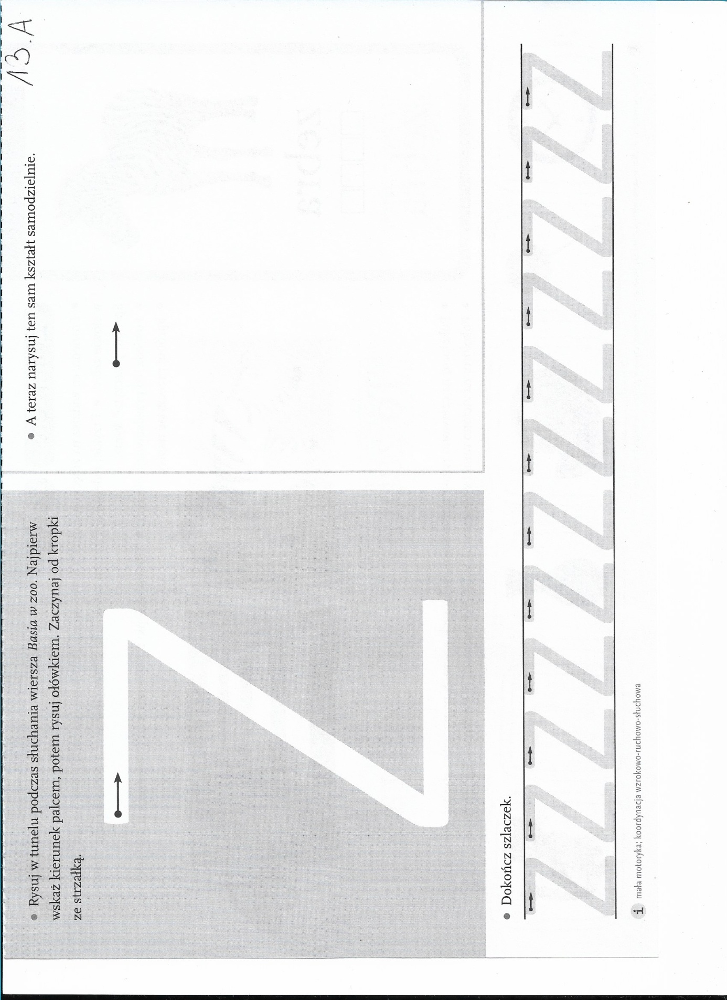 13.A
• Rysuj w tunelu podczas słuchania wiersza Basia w zoo. Najpierw
wskaż kierunek palcem, potem rysuj ołówkiem. Zaczynaj od kropki
ze strzałką.
• A teraz narysuj ten sam kształt samodzielnie.
• Dokończ szlaczek.
Z Z Z Z Z Z Z Z Z Z Z Z
i mała motoryka; koordynacja wzrokowo-ruchowo-słuchowa